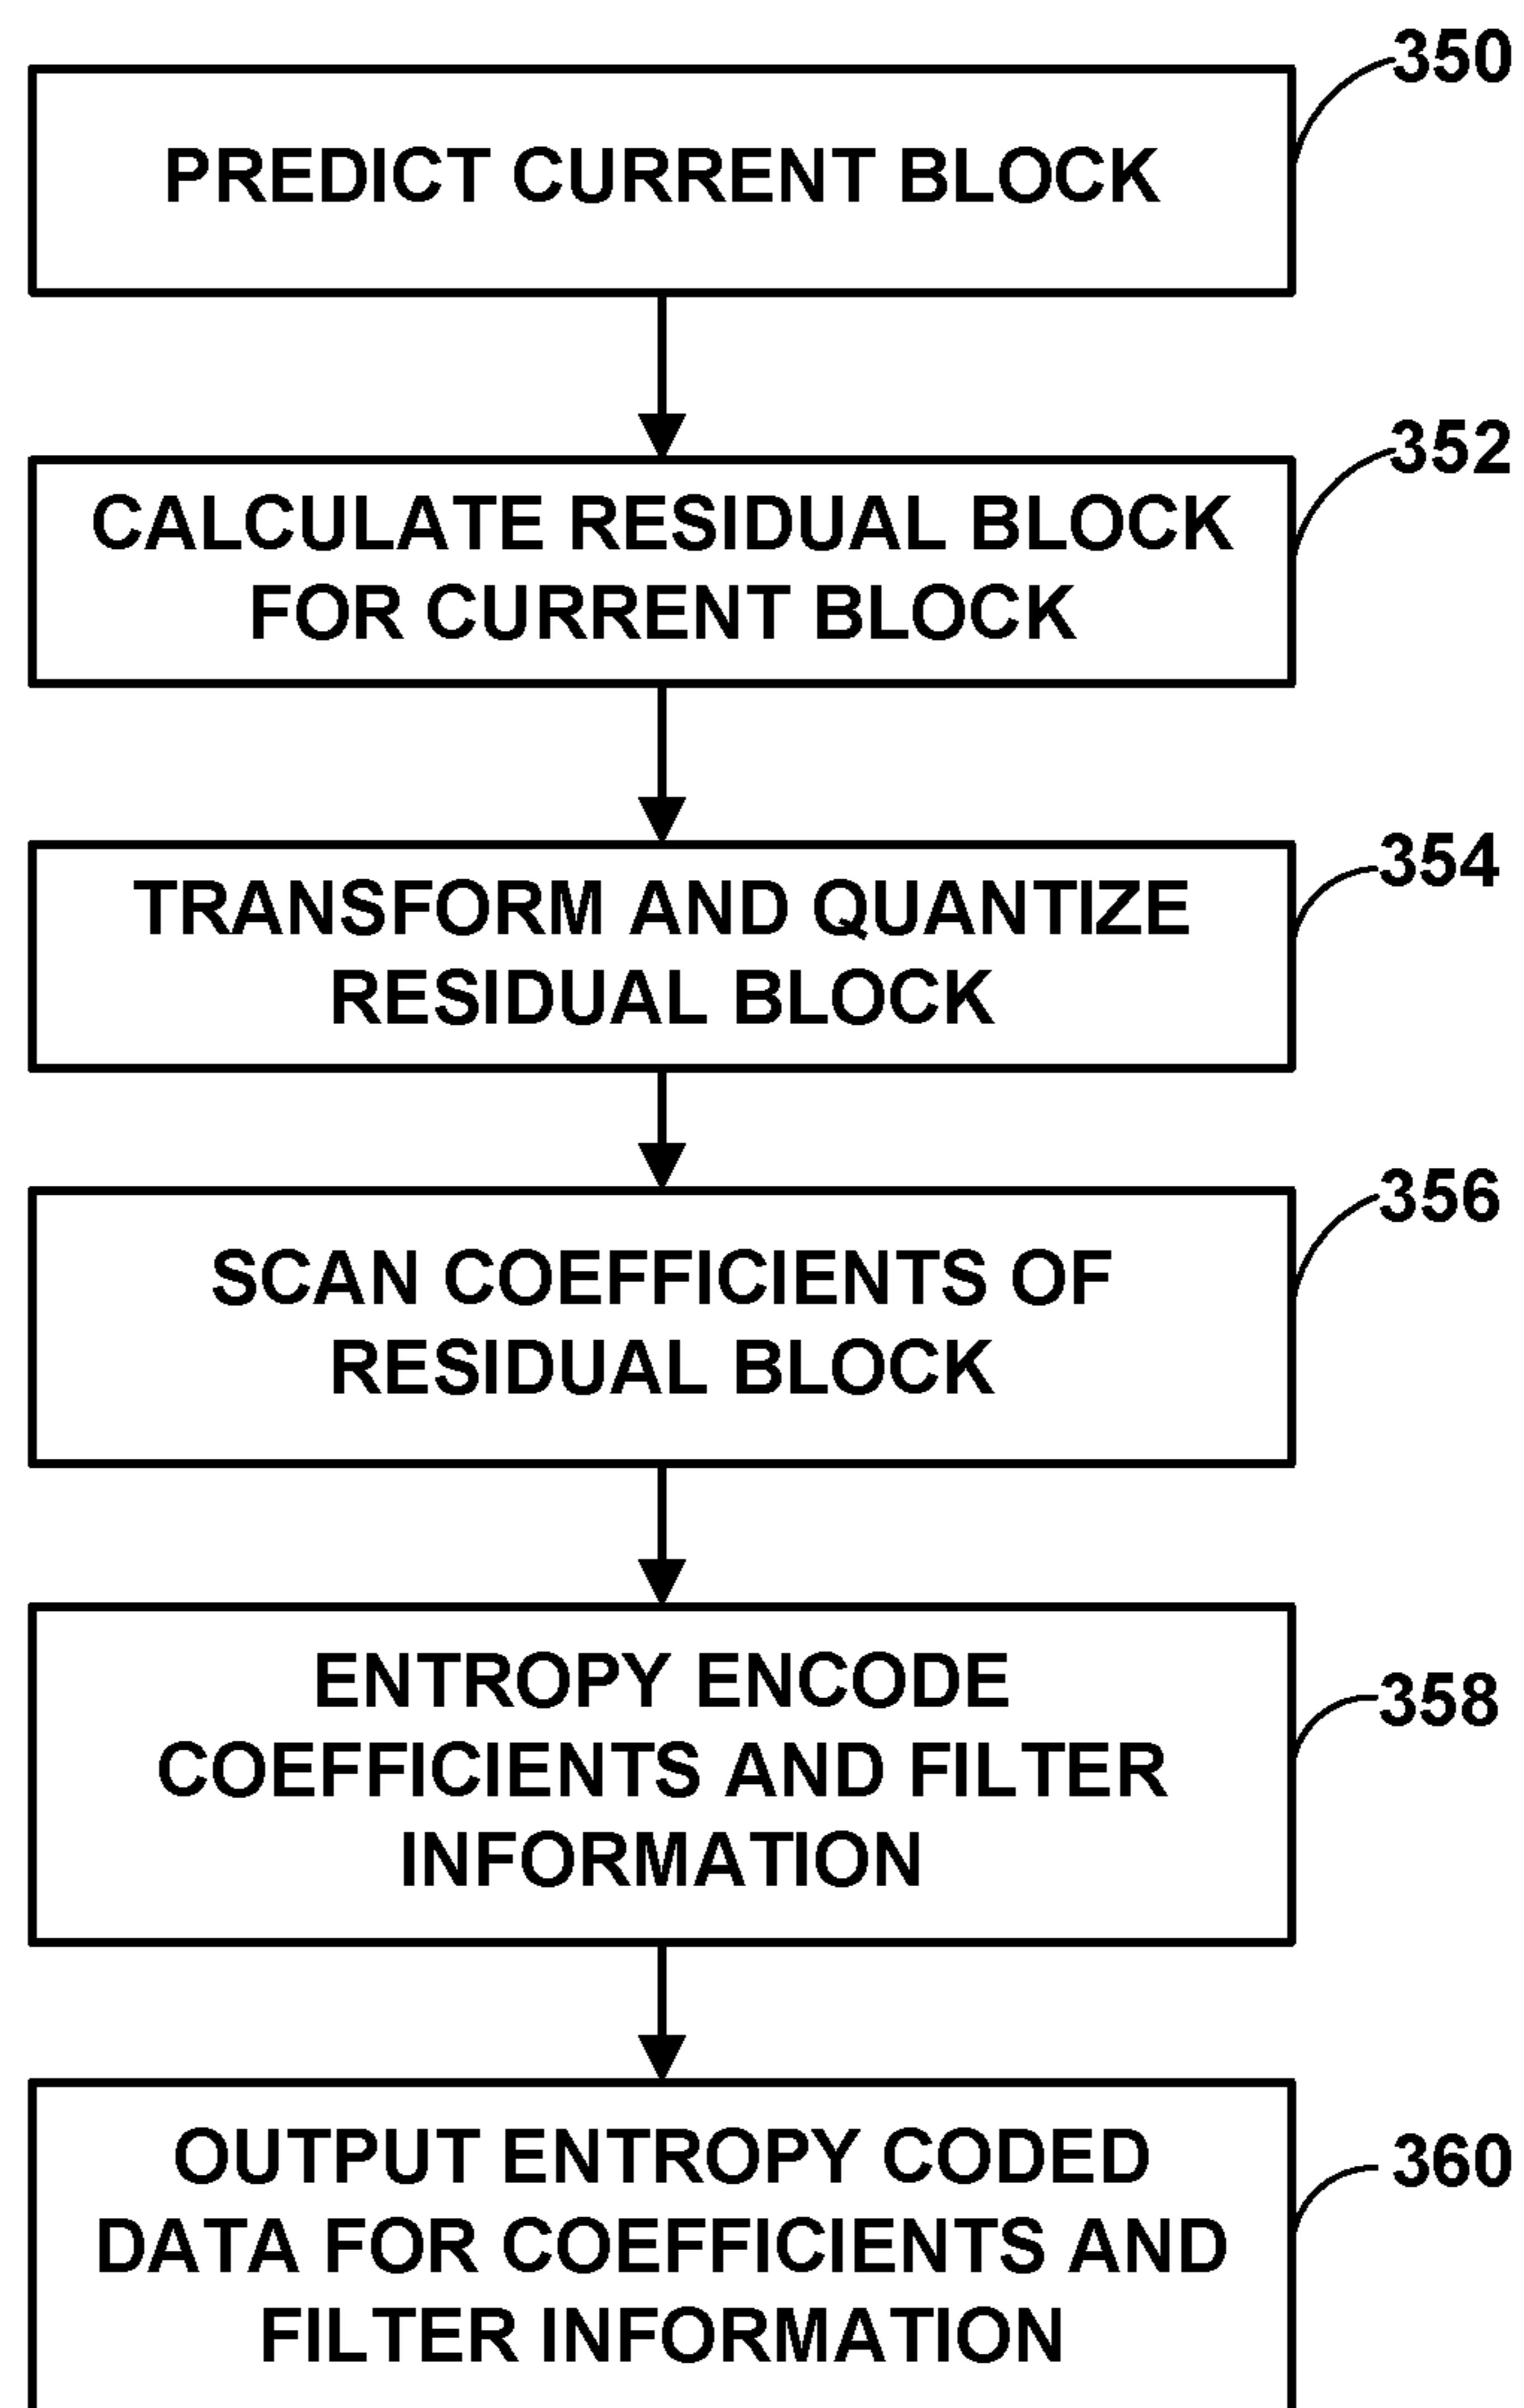 350
PREDICT CURRENT BLOCK
352
CALCULATE RESIDUAL BLOCK
FOR CURRENT BLOCK
354
TRANSFORM AND QUANTIZE
RESIDUAL BLOCK
356
SCAN COEFFICIENTS OF
RESIDUAL BLOCK
358
ENTROPY ENCODE
COEFFICIENTS AND FILTER
INFORMATION
360
OUTPUT ENTROPY CODED
DATA FOR COEFFICIENTS AND
FILTER INFORMATION